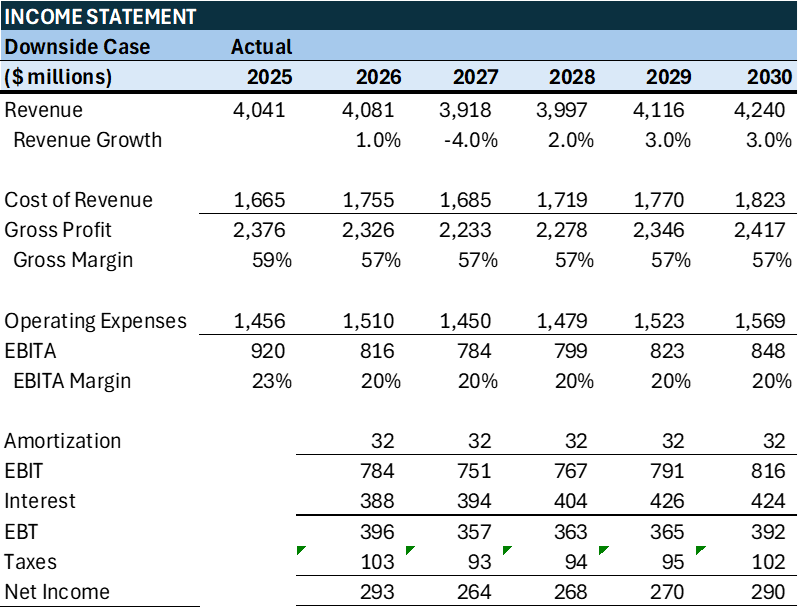 INCOME STATEMENT
Downside Case Actual
($ millions) 2025 2026 2027 2028 2029 2030
Revenue 4,041 4,081 3,918 3,997 4,116 4,240
Revenue Growth 1.0% -4.0% 2.0% 3.0% 3.0%
Cost of Revenue 1,665 1,755 1,685 1,719 1,770 1,823
Gross Profit 2,376 2,326 2,233 2,278 2,346 2,417
Gross Margin 59% 57% 57% 57% 57% 57%
Operating Expenses 1,456 1,510 1,450 1,479 1,523 1,569
EBITA 920 816 784 799 823 848
EBITA Margin 23% 20% 20% 20% 20% 20%
Amortization 32 32 32 32 32
EBIT 784 751 767 791 816
Interest 388 394 404 426 424
EBT 396 357 363 365 392
Taxes 103 93 94 95 102
Net Income 293 264 268 270 290